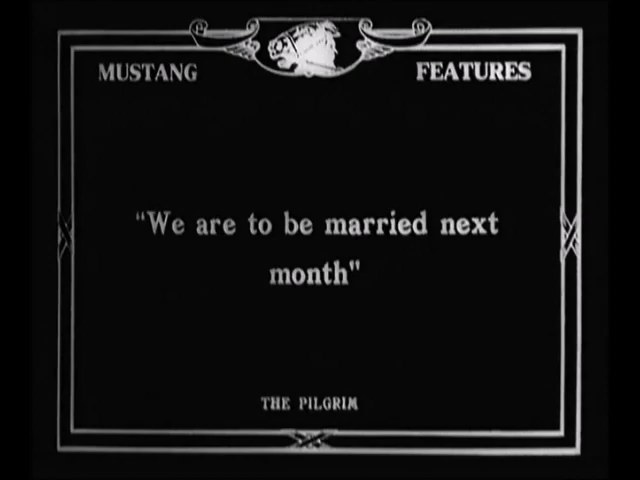 MUSTANG FEATURES
"We are to be married next
month"
THE PILGRIM